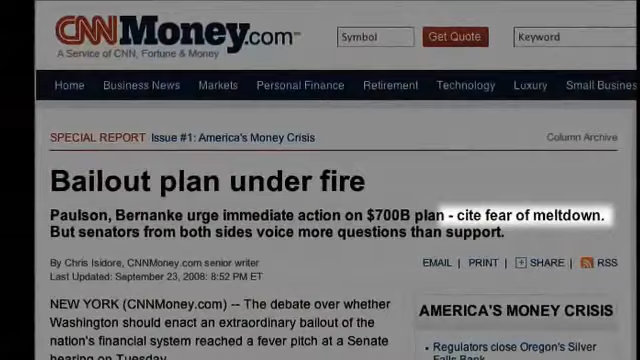 CNNMoney.com
A Service of CNN, Fortune & Money
Symbol
Get Quote
Keyword
Home Business News Markets Personal Finance Retirement Technology Luxury Small Business
SPECIAL REPORT Issue #1: America's Money Crisis
Column Archive
Bailout plan under fire
Paulson, Bernanke urge immediate action on $700B plan - cite fear of meltdown.
But senators from both sides voice more questions than support.
By Chris Isidore, CNNMoney.com senior writer
EMAIL | PRINT SHARE RSS
Last Updated: September 23, 2008: 8:52 PM ET
NEW YORK (CNNMoney.com) -- The debate over whether
Washington should enact an extraordinary bailout of the
nation's financial system reached a fever pitch at a Senate
hearing on Tuesday
AMERICA'S MONEY CRISIS
• Regulators close Oregon's Silver
Falls Bank